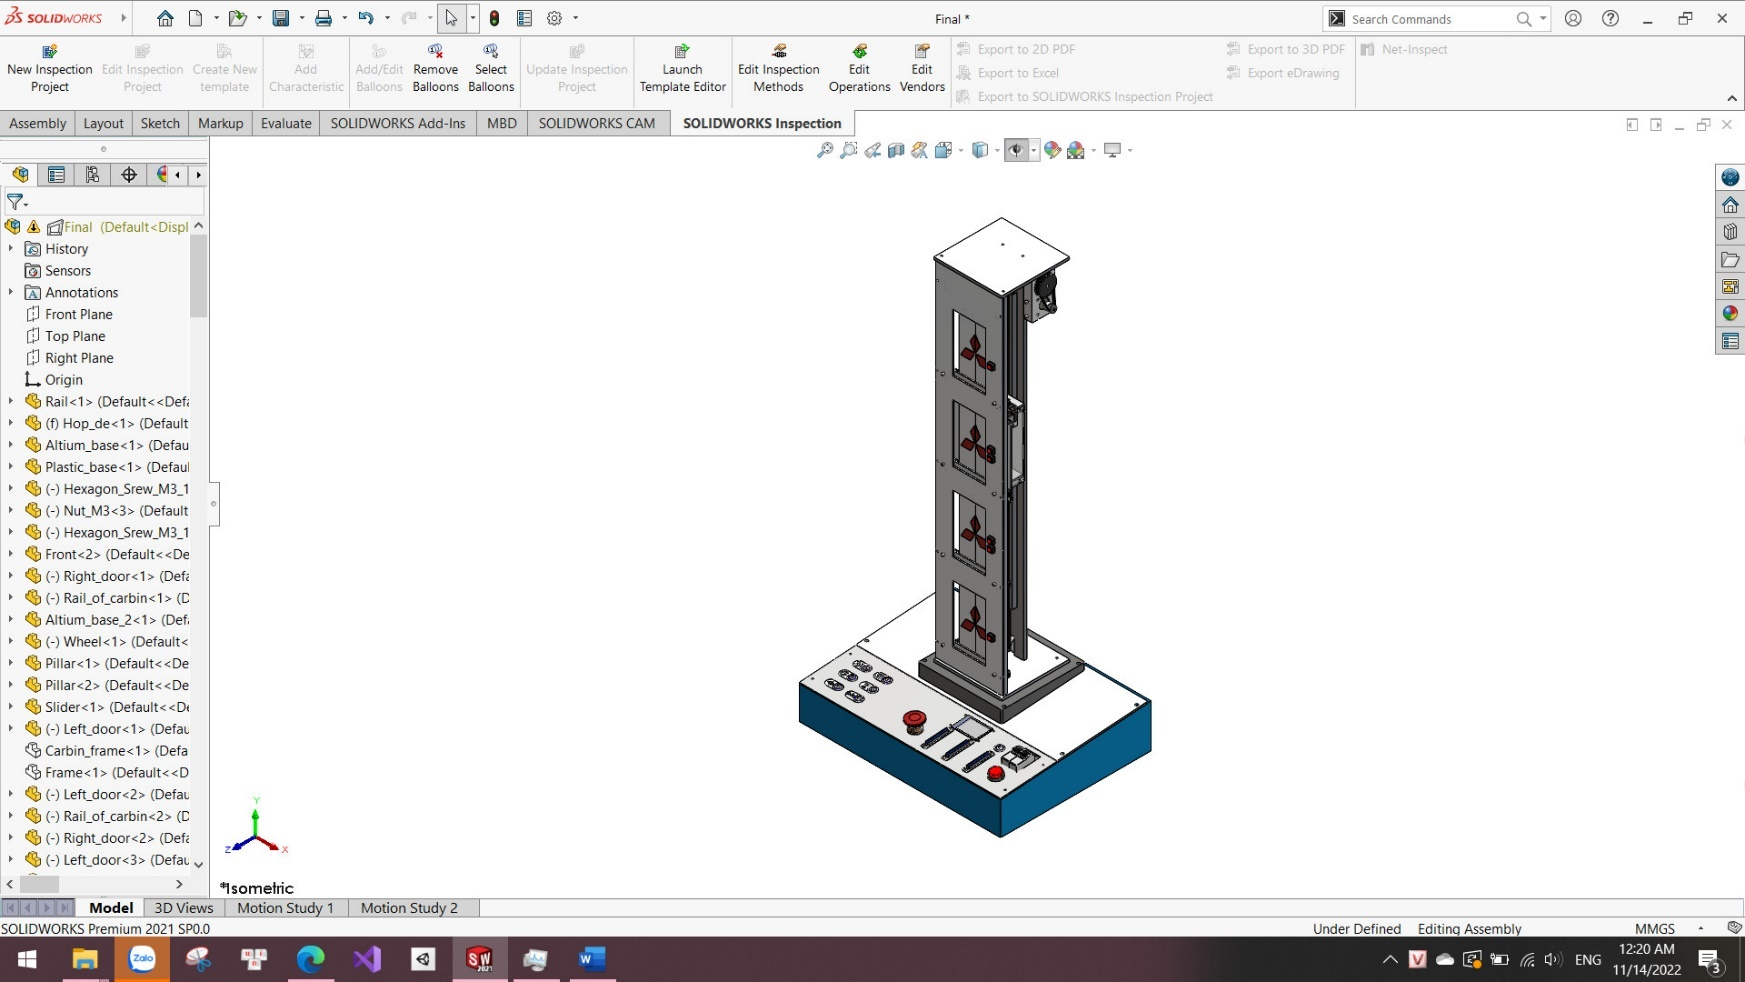 SOLIDWORKS
Final *
Search Commands
New Inspection Project
Edit Inspection Project
Create New template
Add Characteristic
Add/Edit Balloons
Remove Balloons
Select Balloons
Update Inspection Project
Launch Template Editor
Edit Inspection Methods
Edit Operations
Edit Vendors
Export to 2D PDF
Export to Excel
Export to SOLIDWORKS Inspection Project
Export to 3D PDF
Export eDrawing
Net-Inspect
Assembly
Layout
Sketch
Markup
Evaluate
SOLIDWORKS Add-Ins
MBD
SOLIDWORKS CAM
SOLIDWORKS Inspection
Final (Default<Displ
History
Sensors
Annotations
Front Plane
Top Plane
Right Plane
Origin
Rail<1> (Default<<Defa
(f) Hop_de<1> (Default
Altium_base<1> (Defau
Plastic_base<1> (Defaul
(-) Hexagon_Srew_M3_1
(-) Nut_M3<3> (Default
(-) Hexagon_Srew_M3_1
Front<2> (Default<<De
(-) Right_door<1> (Defa
(-) Rail_of_carbin<1> (D
Altium_base_2<1> (Defa
(-) Wheel<1> (Default<
Pillar<1> (Default<<De
Pillar<2> (Default<<De
Slider<1> (Default<<De
(-) Left_door<1> (Defau
Carbin_frame<1> (Defa
Frame<1> (Default<<D
(-) Left_door<2> (Defau
(-) Rail_of_carbin<2> (D
(-) Right_door<2> (Defa
(-) Left_door<3> (Defau
Y
Z
X
*Isometric
Model
3D Views
Motion Study 1
Motion Study 2
SOLIDWORKS Premium 2021 SP0.0
Under Defined
Editing Assembly
MMGS
Zalo
SW
2021
W
V
ENG
12:20 AM
11/14/2022
3